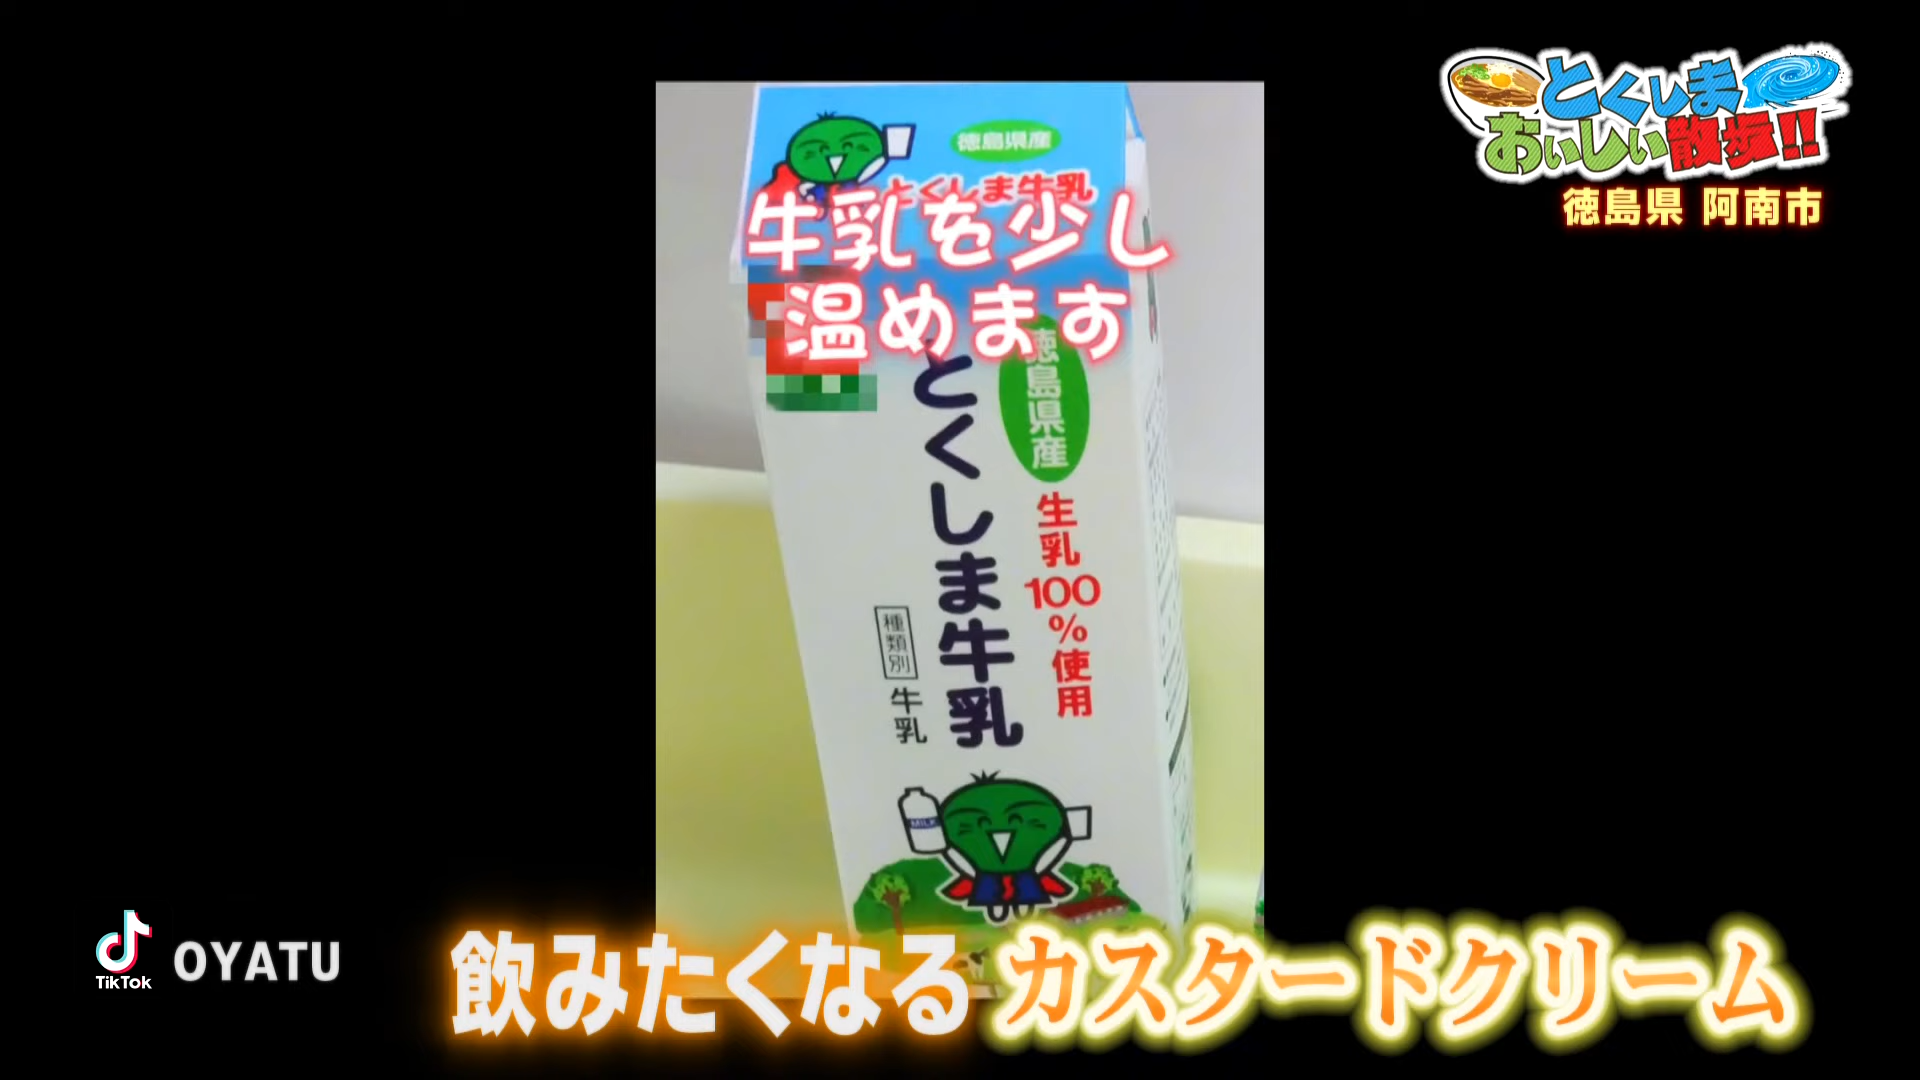 とくしま
おいしい散歩!!
徳島県 阿南市
徳島県産
とくしま牛乳
牛乳を少し
温めます
徳島県産
生乳100%使用
とくしま牛乳
種類別
牛乳
MILK
TikTok
OYATU
飲みたくなるカスタードクリーム